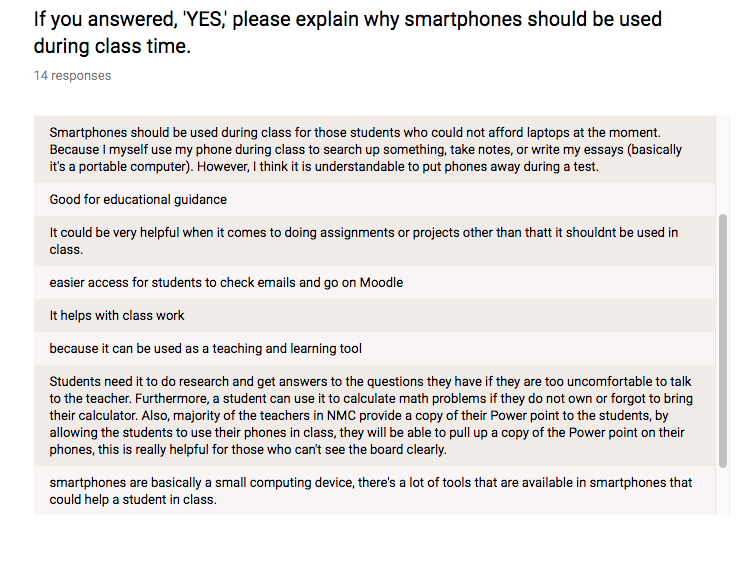 If you answered, 'YES,' please explain why smartphones should be used
during class time.
14 responses
Smartphones should be used during class for those students who could not afford laptops at the moment.
Because I myself use my phone during class to search up something, take notes, or write my essays (basically
it's a portable computer). However, I think it is understandable to put phones away during a test.
Good for educational guidance
It could be very helpful when it comes to doing assignments or projects other than thatt it shouldnt be used in
class.
easier access for students to check emails and go on Moodle
It helps with class work
because it can be used as a teaching and learning tool
Students need it to do research and get answers to the questions they have if they are too uncomfortable to talk
to the teacher. Furthermore, a student can use it to calculate math problems if they do not own or forgot to bring
their calculator. Also, majority of the teachers in NMC provide a copy of their Power point to the students, by
allowing the students to use their phones in class, they will be able to pull up a copy of the Power point on their
phones, this is really helpful for those who can't see the board clearly.
smartphones are basically a small computing device, there's a lot of tools that are available in smartphones that
could help a student in class.